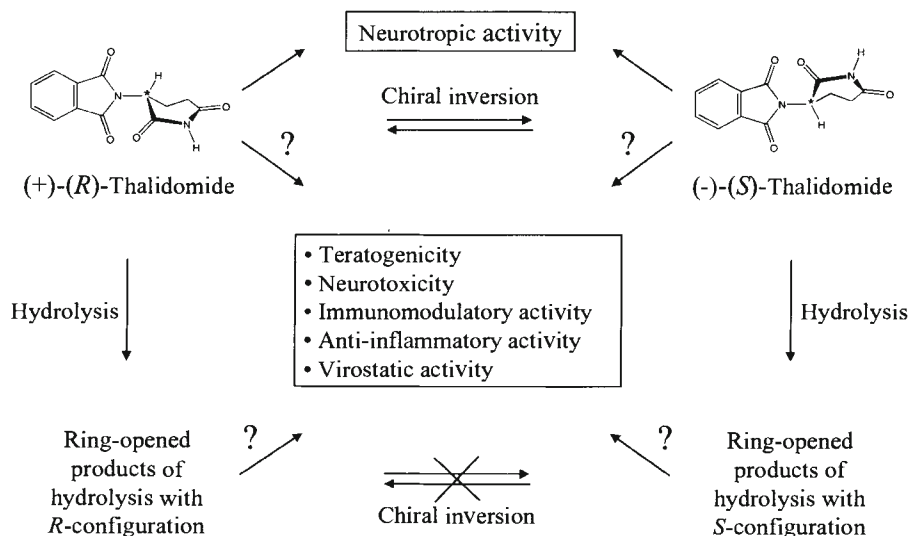 Neurotropic activity
O
H
N
*
O
O
O
N
H
Chiral inversion
?
(+)-(R)-Thalidomide
O
N
O
O
H
N
O
*
H
?
(-)-(S)-Thalidomide
Hydrolysis
• Teratogenicity
• Neurotoxicity
• Immunomodulatory activity
• Anti-inflammatory activity
• Virostatic activity
Hydrolysis
Ring-opened
products of
hydrolysis with
R-configuration
?
Chiral inversion
?
Ring-opened
products of
hydrolysis with
S-configuration